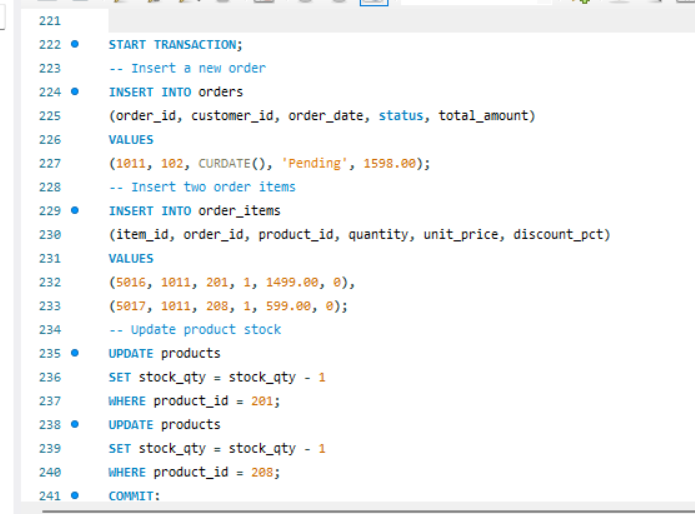 221
222 START TRANSACTION;
223 -- Insert a new order
224 INSERT INTO orders
225 (order_id, customer_id, order_date, status, total_amount)
226 VALUES
227 (1011, 102, CURDATE(), 'Pending', 1598.00);
228 -- Insert two order items
229 INSERT INTO order_items
230 (item_id, order_id, product_id, quantity, unit_price, discount_pct)
231 VALUES
232 (5016, 1011, 201, 1, 1499.00, 0),
233 (5017, 1011, 208, 1, 599.00, 0);
234 -- Update product stock
235 UPDATE products
236 SET stock_qty = stock_qty - 1
237 WHERE product_id = 201;
238 UPDATE products
239 SET stock_qty = stock_qty - 1
240 WHERE product_id = 208;
241 COMMIT;